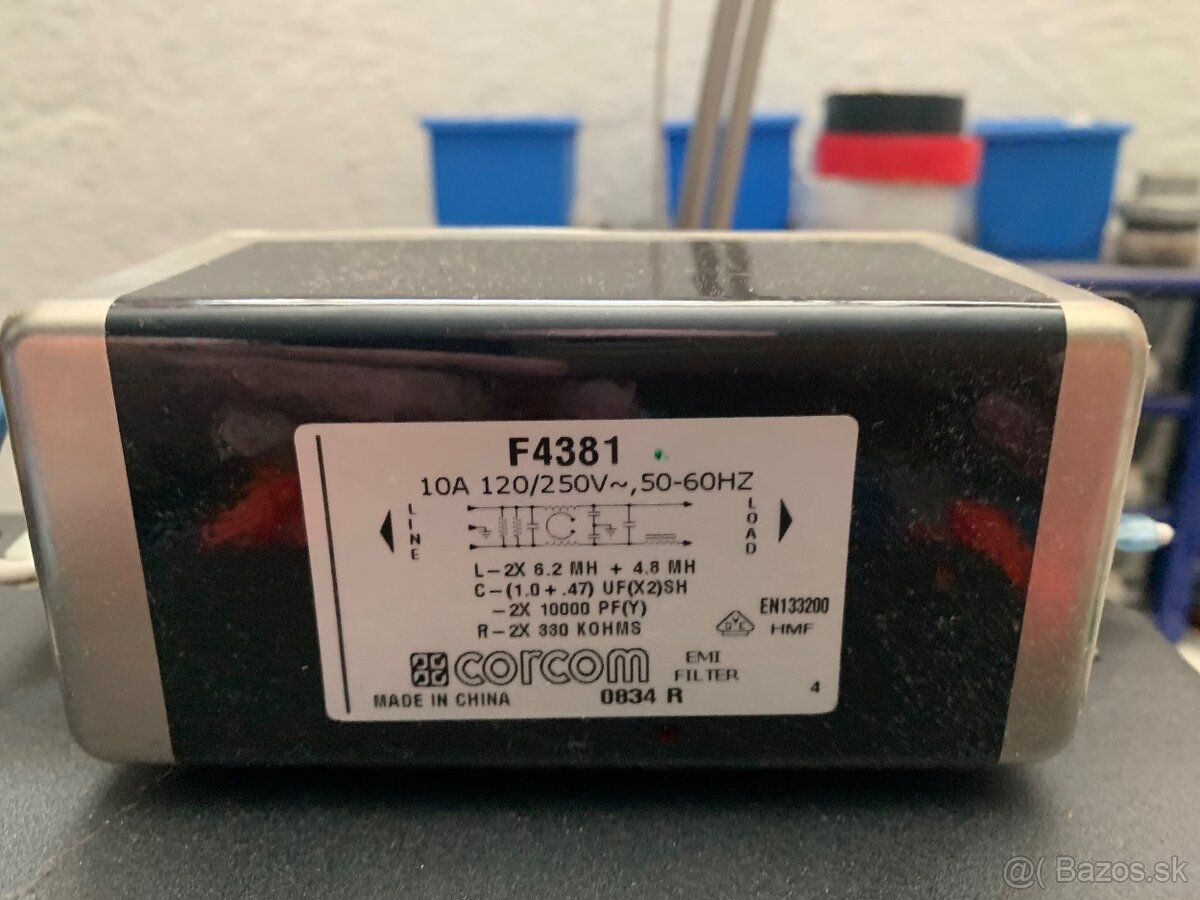 F4381
10A 120/250V~,50-60HZ
LINE
LOAD
L-2X 6.2 MH + 4.8 MH
C-(1.0+.47) UF(X2)SH
-2X 10000 PF(Y)
R-2X 330 KOHMS
EN133200
HMF
corcom
EMI
FILTER
MADE IN CHINA
0834 R
4
@( Bazos.sk